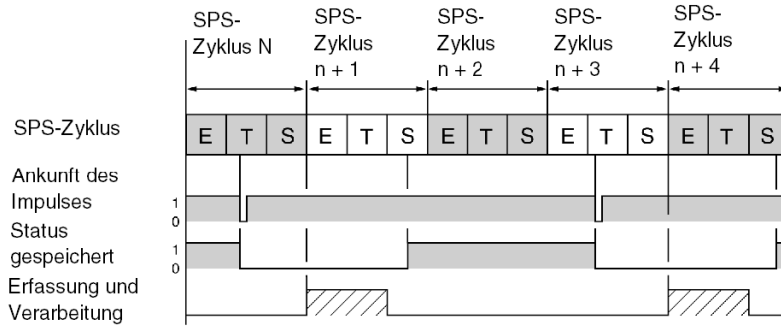 SPS-
Zyklus N
SPS-
Zyklus
n + 1
SPS-
Zyklus
n + 2
SPS-
Zyklus
n + 3
SPS-
Zyklus
n + 4
SPS-Zyklus
E T S E T S E T S E T S E T S
Ankunft des
Impulses
1
0
Status
gespeichert
1
0
Erfassung und
Verarbeitung